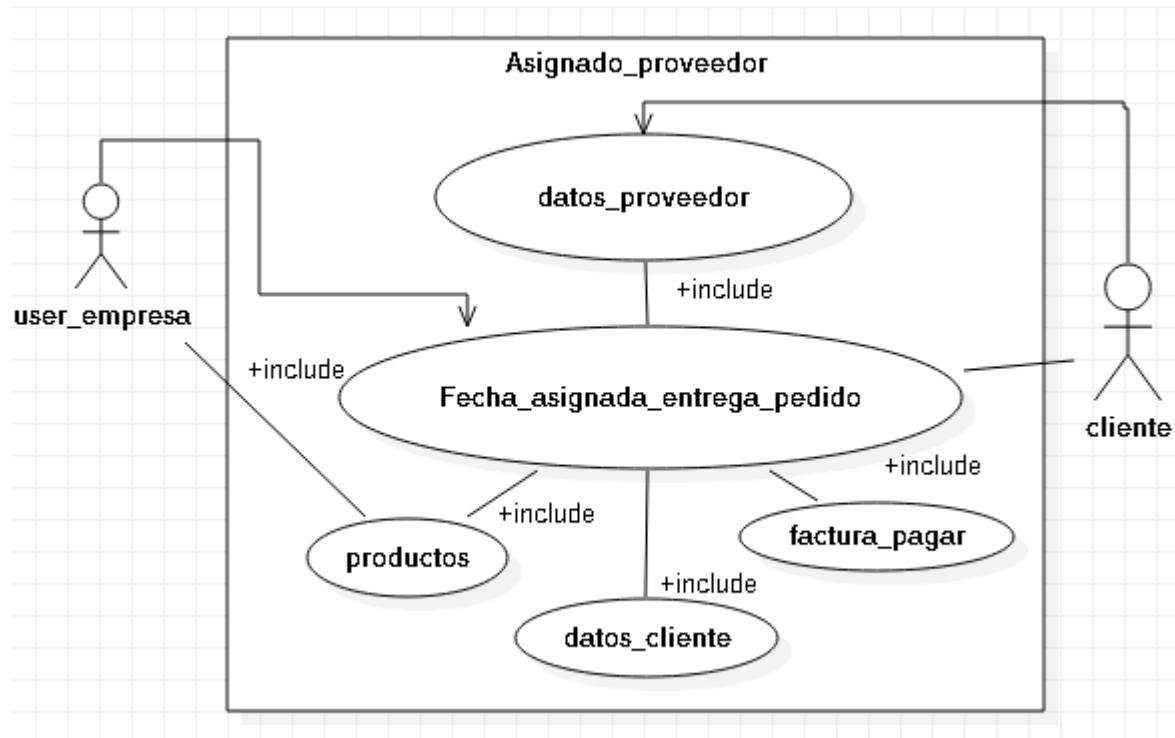 Asignado_proveedor
datos_proveedor
+include
user_empresa
+include
Fecha_asignada_entrega_pedido
cliente
+include
+include
productos
factura_pagar
+include
datos_cliente